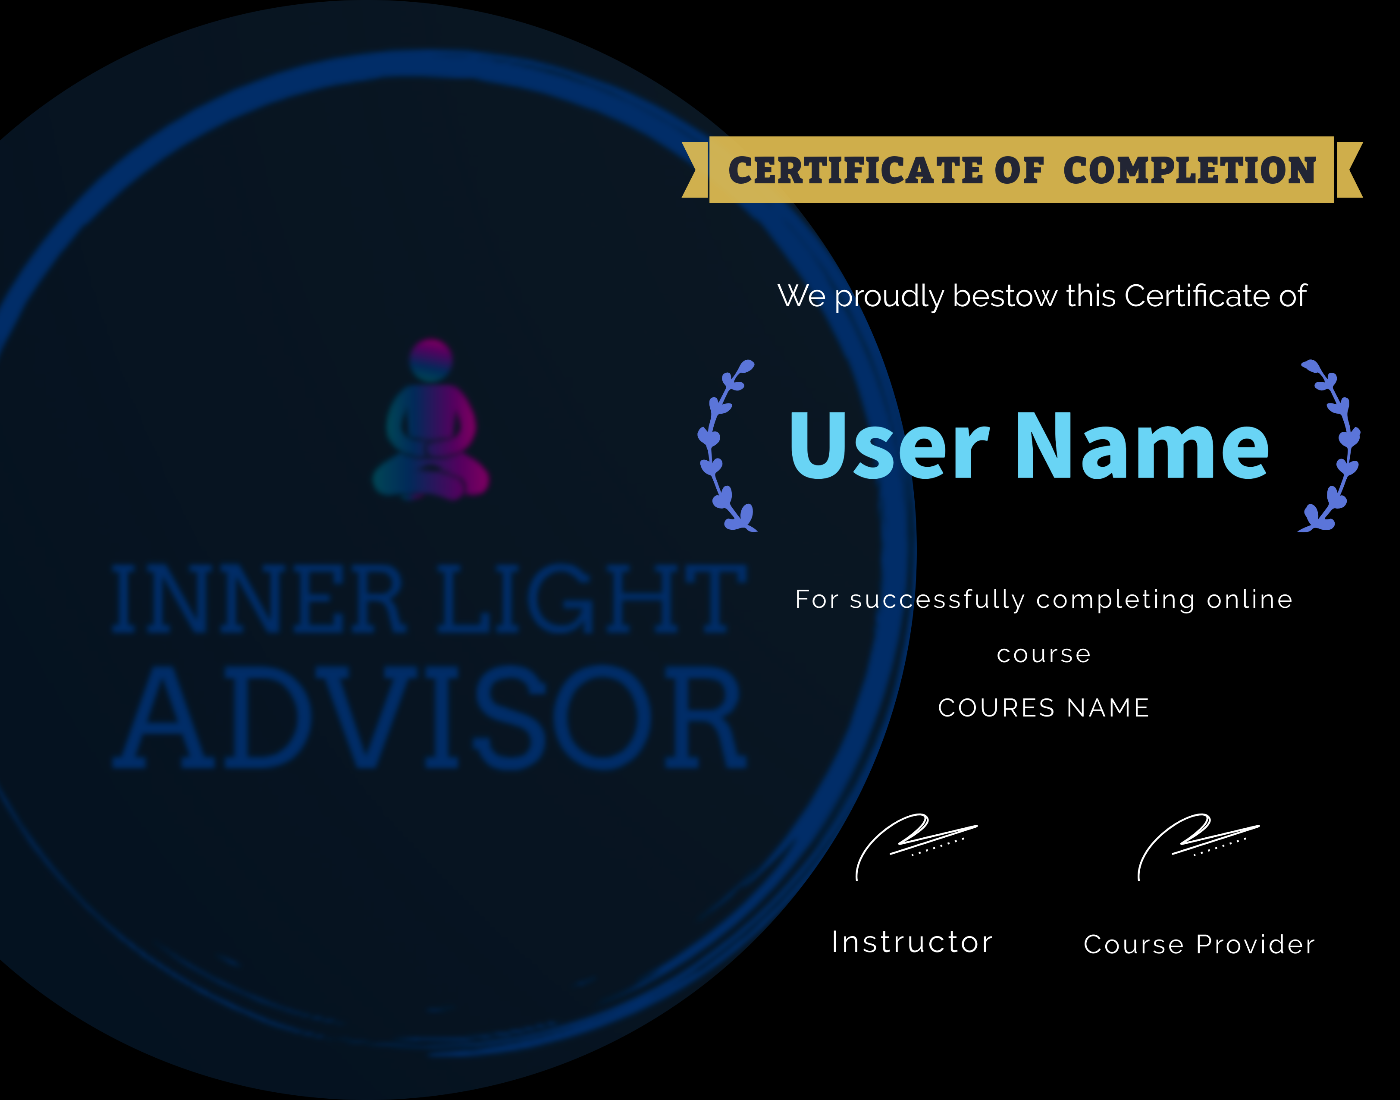 CERTIFICATE OF COMPLETION
We proudly bestow this Certificate of
User Name
INNER LIGHT
ADVISOR
For successfully completing online
course
COURES NAME
Instructor
Course Provider